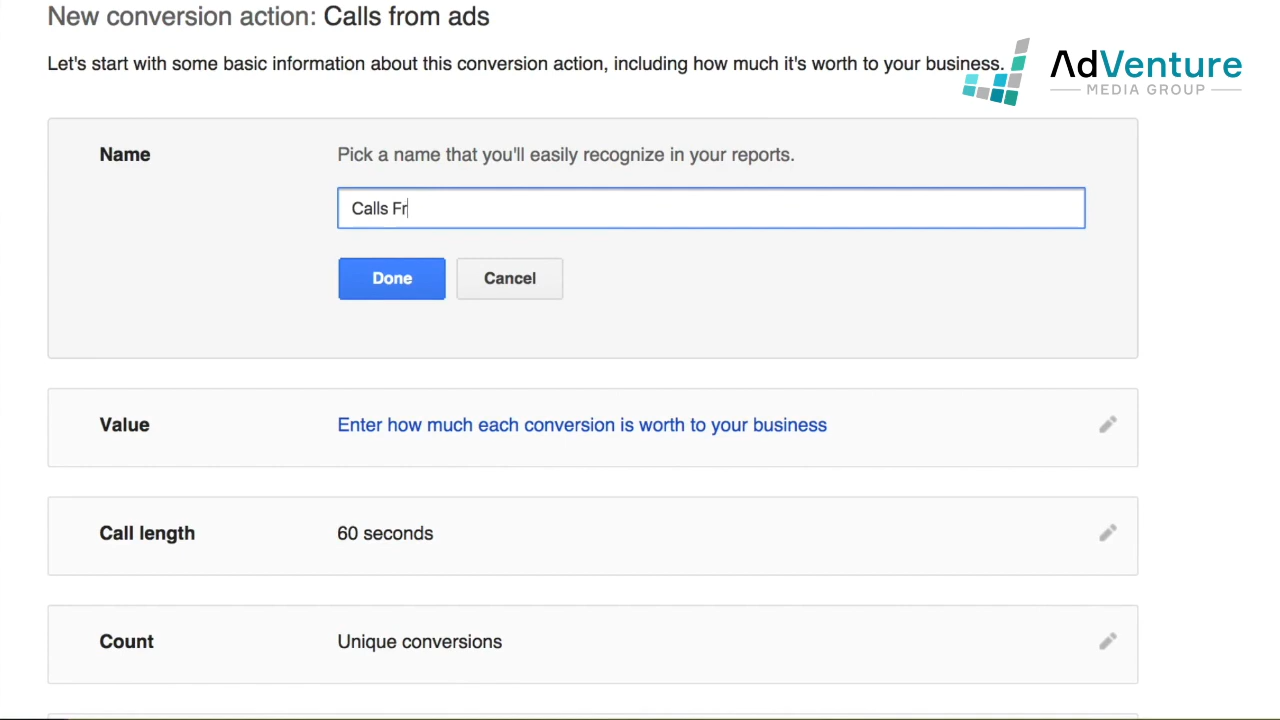 New conversion action: Calls from ads
Let's start with some basic information about this conversion action, including how much it's worth to your business.
AdVenture
MEDIA GROUP
Name
Pick a name that you'll easily recognize in your reports.
Calls Fr
Done
Cancel
Value
Enter how much each conversion is worth to your business
Call length
60 seconds
Count
Unique conversions